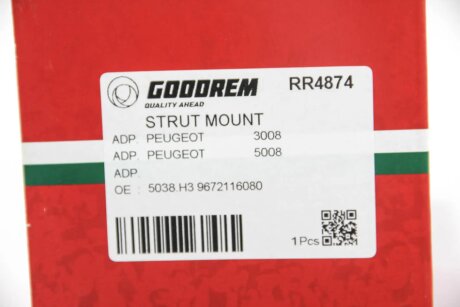 GOODREM RR4874
QUALITY AHEAD
STRUT MOUNT
ADP. PEUGEOT 3008
ADP. PEUGEOT 5008
ADP.
OE : 5038.H3 9672116080
1 Pcs